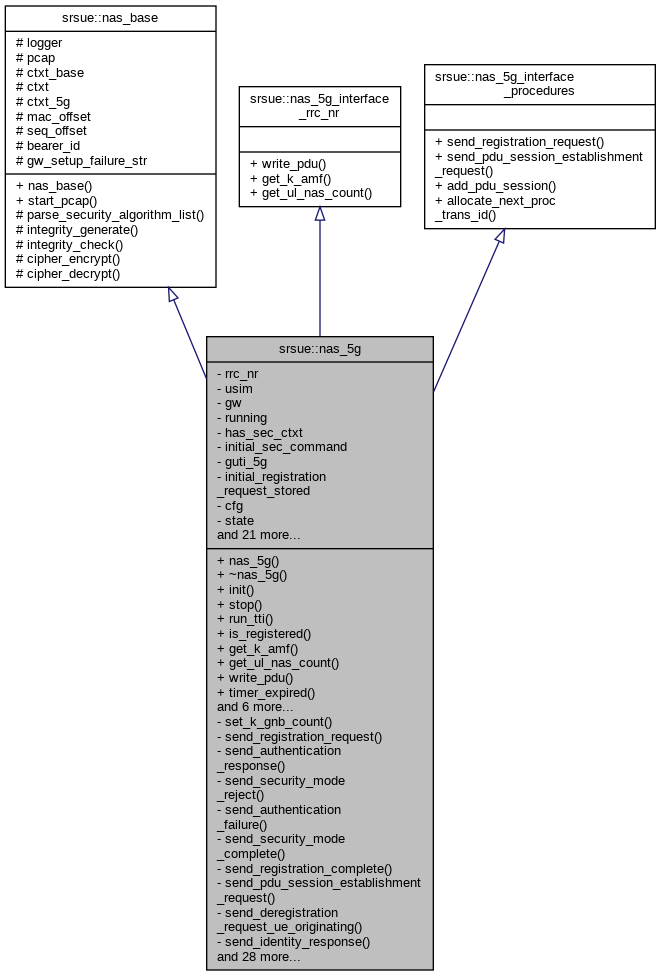 srsue::nas_base
# logger
# pcap
# ctxt_base
# ctxt
# ctxt_5g
# mac_offset
# seq_offset
# bearer_id
# gw_setup_failure_str
+ nas_base()
+ start_pcap()
# parse_security_algorithm_list()
# integrity_generate()
# integrity_check()
# cipher_encrypt()
# cipher_decrypt()
srsue::nas_5g_interface
_rrc_nr
+ write_pdu()
+ get_k_amf()
+ get_ul_nas_count()
srsue::nas_5g_interface
_procedures
+ send_registration_request()
+ send_pdu_session_establishment
_request()
+ add_pdu_session()
+ allocate_next_proc
_trans_id()
srsue::nas_5g
- rrc_nr
- usim
- gw
- running
- has_sec_ctxt
- initial_sec_command
- guti_5g
- initial_registration
_request_stored
- cfg
- state
and 21 more...
+ nas_5g()
+ ~nas_5g()
+ init()
+ stop()
+ run_tti()
+ is_registered()
+ get_k_amf()
+ get_ul_nas_count()
+ write_pdu()
+ timer_expired()
and 6 more...
- set_k_gnb_count()
- send_registration_request()
- send_authentication
_response()
- send_security_mode
_reject()
- send_authentication
_failure()
- send_security_mode
_complete()
- send_registration_complete()
- send_pdu_session_establishment
_request()
- send_deregistration
_request_ue_originating()
- send_identity_response()
and 28 more...